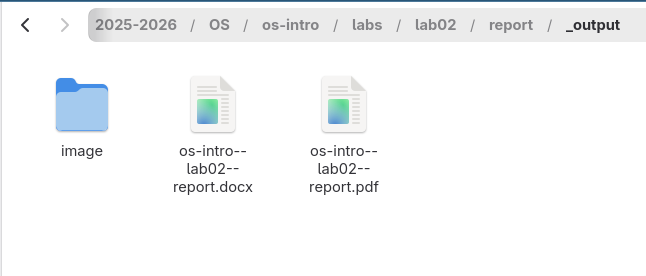 2025-2026 / OS / os-intro / labs / lab02 / report / _output
image
os-intro--
lab02--
report.docx
os-intro--
lab02--
report.pdf